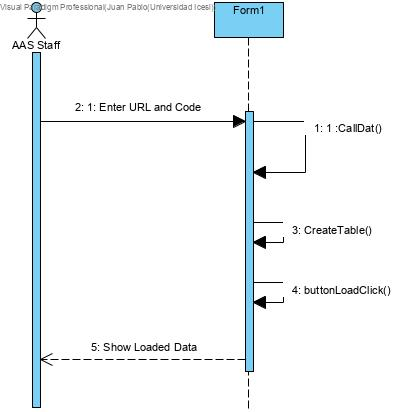 Visual Paradigm Professional(Juan Pablo(Universidad Icesi)
Form1
AAS Staff
2: 1: Enter URL and Code
1: 1 :CallDat()
3: CreateTable()
4: buttonLoadClick()
5: Show Loaded Data